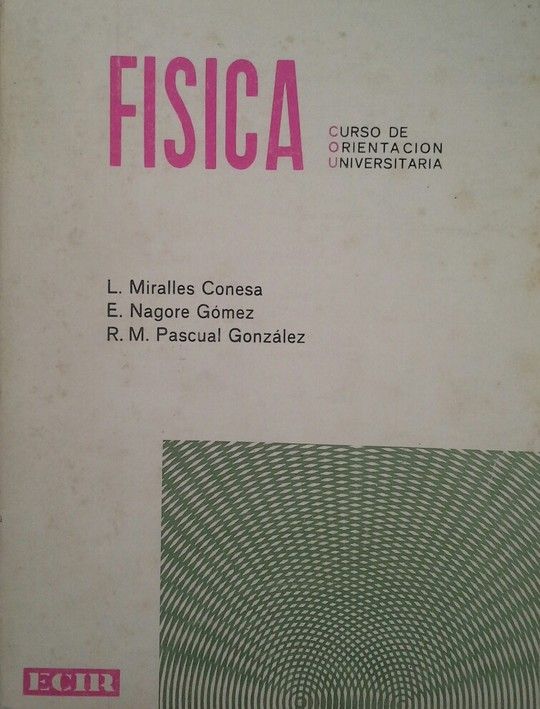 FISICA
CURSO DE
ORIENTACION
UNIVERSITARIA
L. Miralles Conesa
E. Nagore Gómez
R. M. Pascual González
ECIR